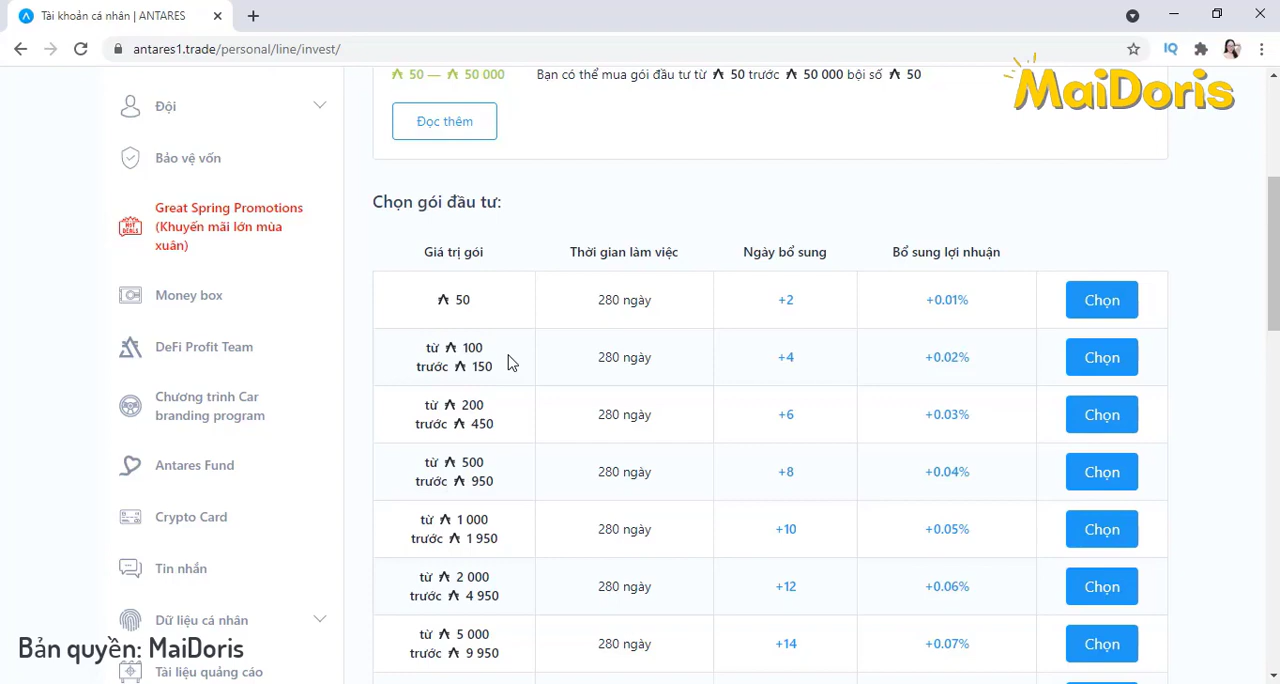 Tài khoản cá nhân | ANTARES
antares1.trade/personal/line/invest/
IQ
MaiDoris
50 — 50 000 Bạn có thể mua gói đầu tư từ 50 trước 50 000 bội số 50
Đọc thêm
Đội
Bảo vệ vốn
Great Spring Promotions
(Khuyến mãi lớn mùa
xuân)
Money box
DeFi Profit Team
Chương trình Car
branding program
Antares Fund
Crypto Card
Tin nhắn
Dữ liệu cá nhân
Tài liệu quảng cáo
Chọn gói đầu tư:
Giá trị gói Thời gian làm việc Ngày bổ sung Bổ sung lợi nhuận
50 280 ngày +2 +0.01% Chọn
từ 100
trước 150 280 ngày +4 +0.02% Chọn
từ 200
trước 450 280 ngày +6 +0.03% Chọn
từ 500
trước 950 280 ngày +8 +0.04% Chọn
từ 1 000
trước 1 950 280 ngày +10 +0.05% Chọn
từ 2 000
trước 4 950 280 ngày +12 +0.06% Chọn
từ 5 000
trước 9 950 280 ngày +14 +0.07% Chọn
Bản quyền: MaiDoris